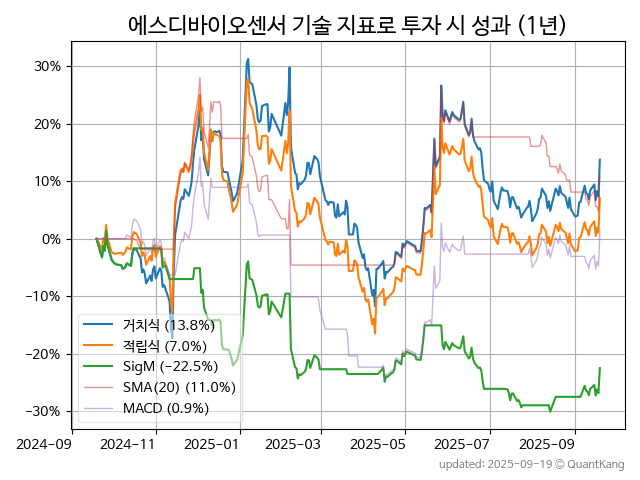 에스디바이오센서 기술 지표로 투자 시 성과 (1년)
30%
20%
10%
0%
−10%
−20%
−30%
거치식 (13.8%)
적립식 (7.0%)
SigM (−22.5%)
SMA(20) (11.0%)
MACD (0.9%)
2024-09
2024-11
2025-01
2025-03
2025-05
2025-07
2025-09
updated: 2025-09-19 © QuantKang